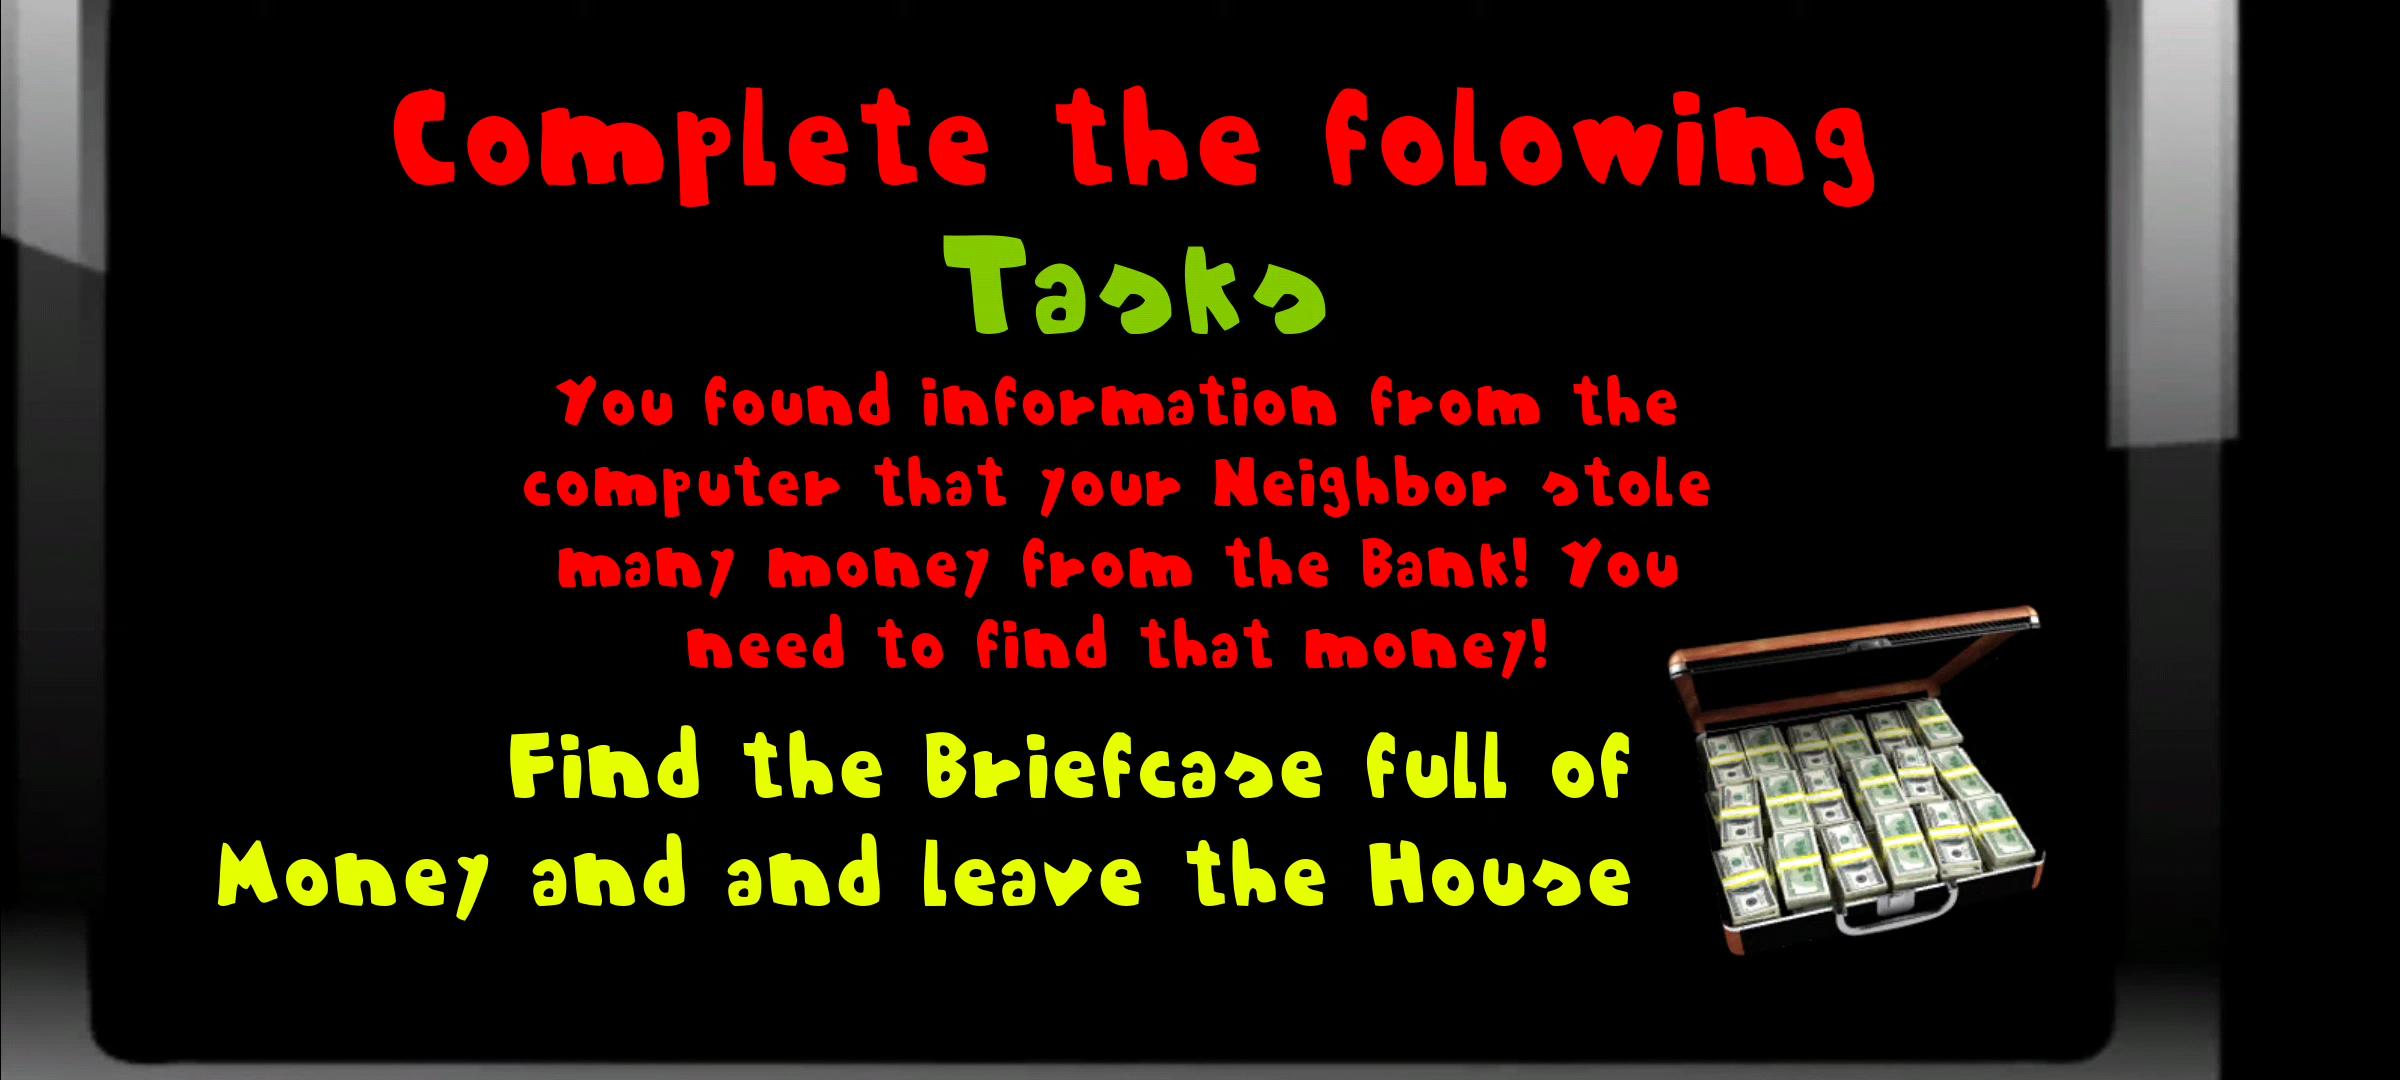 Complete the folowing
Tasks
You found information from the
computer that your Neighbor stole
many money from the Bank! You
need to find that money!
Find the Briefcase full of
Money and and leave the House